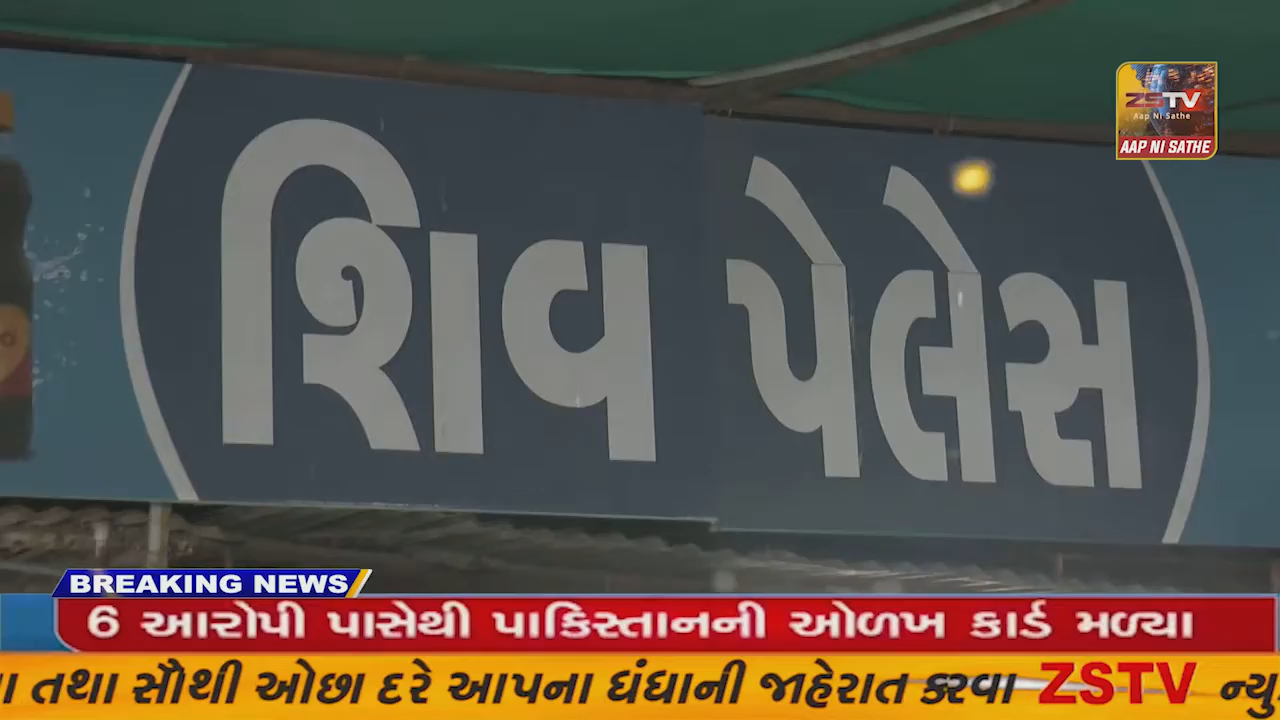 ZSTV
Aap Ni Sathe
AAP NI SATHE
શિવ પેલેસ
BREAKING NEWS
6 આરોપી પાસેથી પાકિસ્તાનની ઓળખ કાર્ડ મળ્યા
તથા સૌથી ઓછા દરે આપના ધંધાની જાહેરાત કરવા ZSTV ન્યુ